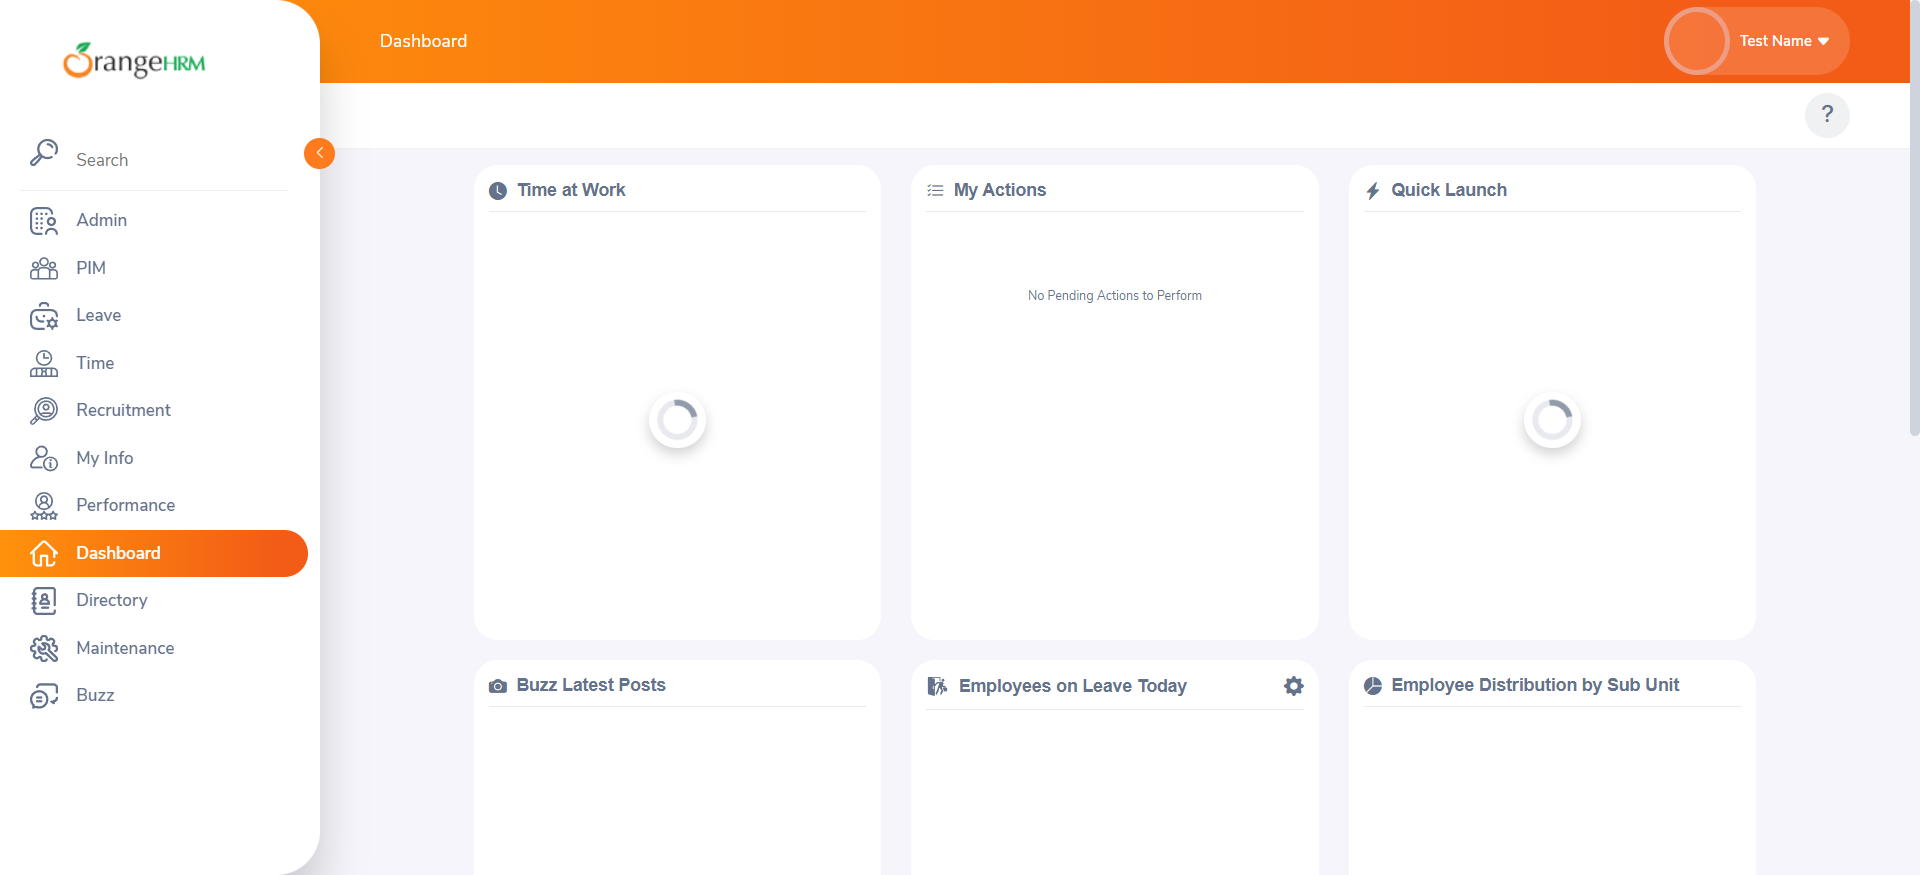 OrangeHRM
Dashboard
Test Name
?
Search
Admin
PIM
Leave
Time
Recruitment
My Info
Performance
Dashboard
Directory
Maintenance
Buzz
Time at Work
My Actions
No Pending Actions to Perform
Quick Launch
Buzz Latest Posts
Employees on Leave Today
Employee Distribution by Sub Unit